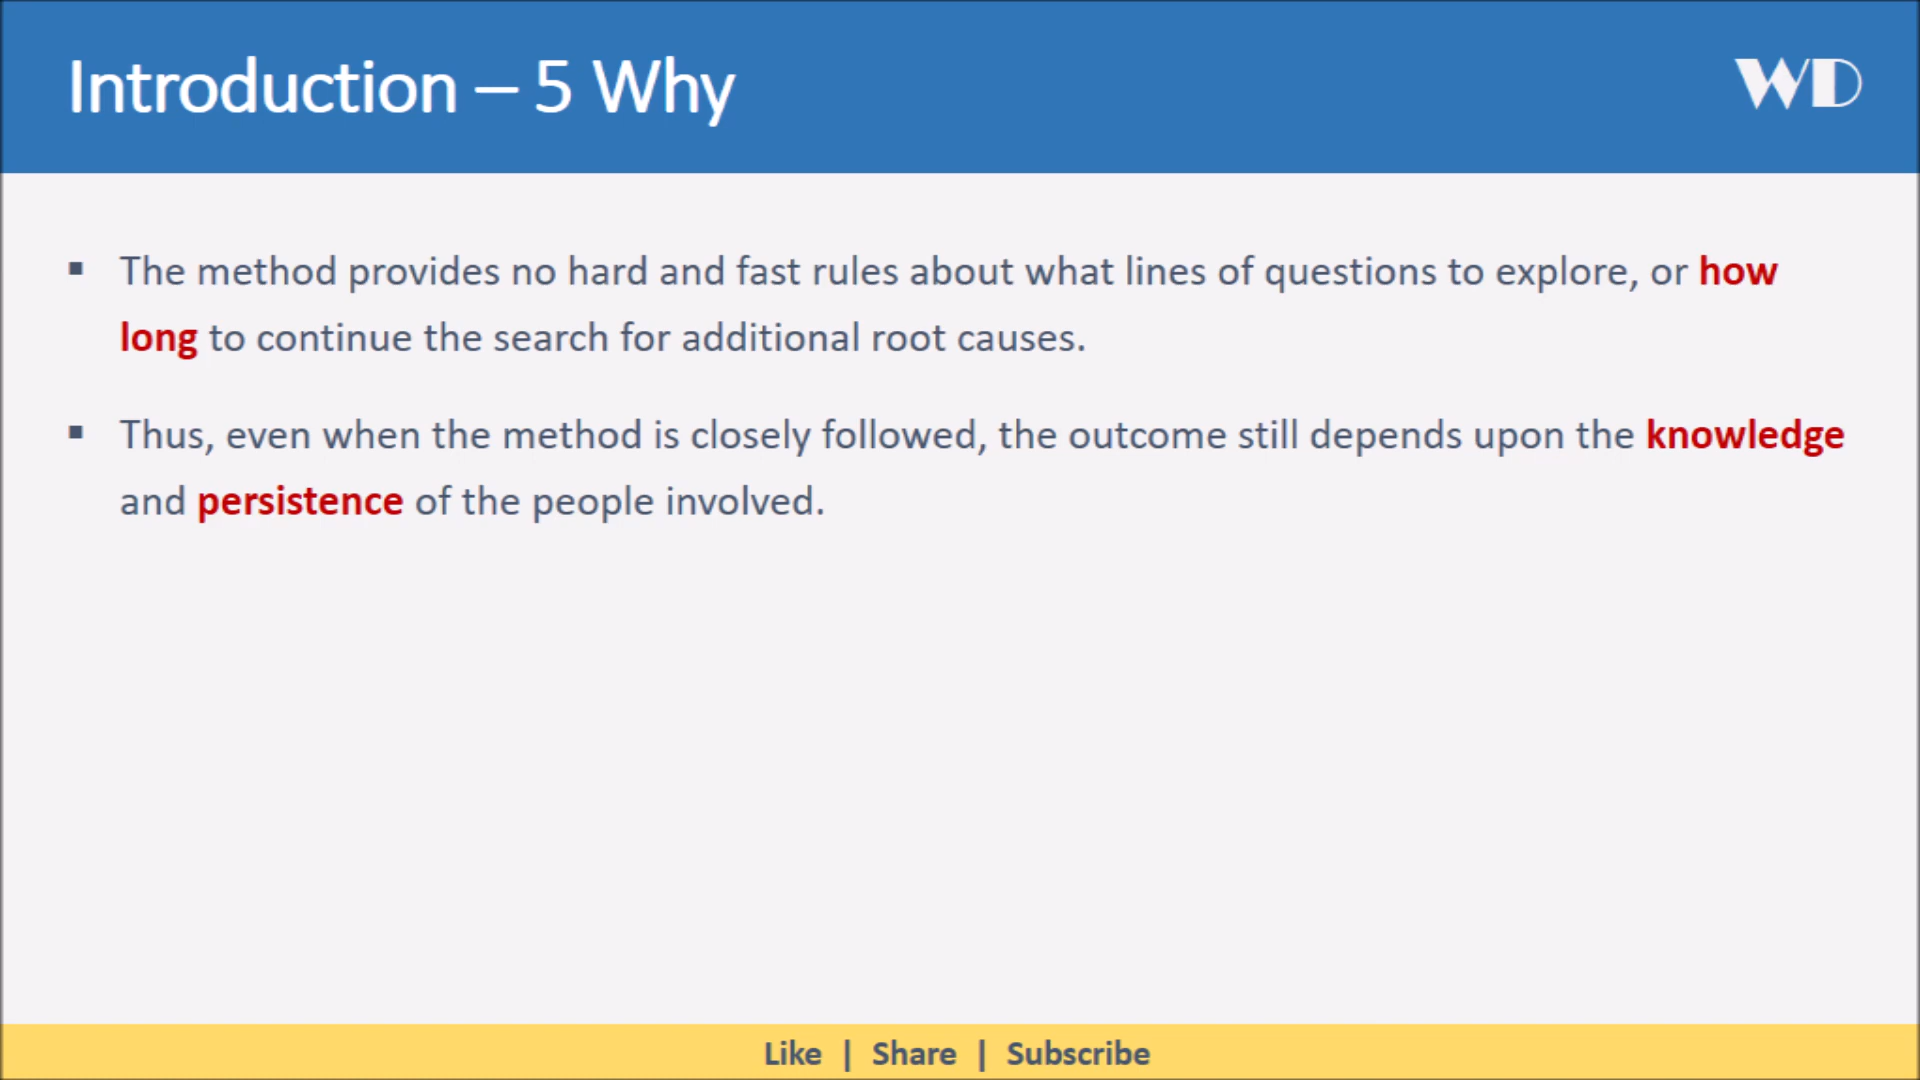 Introduction – 5 Why
WD
▪ The method provides no hard and fast rules about what lines of questions to explore, or how
long to continue the search for additional root causes.
▪ Thus, even when the method is closely followed, the outcome still depends upon the knowledge
and persistence of the people involved.
Like | Share | Subscribe